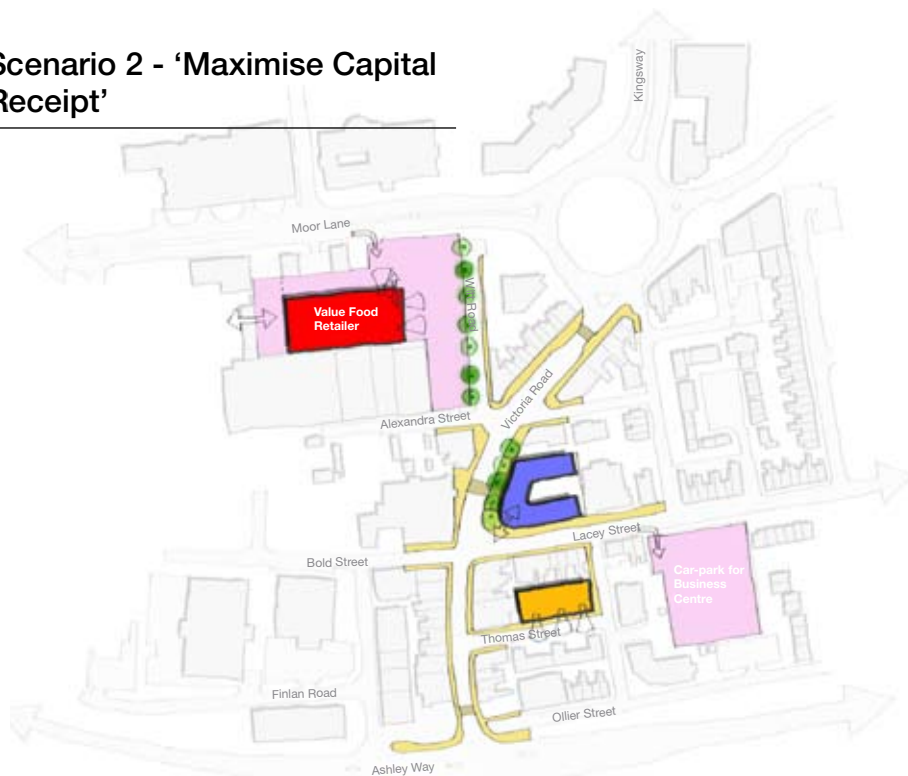 Scenario 2 - ‘Maximise Capital
Receipt’
Kingsway
Moor Lane
Value Food
Retailer
Victoria Road
Alexandra Street
Lacey Street
Bold Street
Car-park for
Business
Centre
Thomas Street
Finlan Road
Ollier Street
Ashley Way